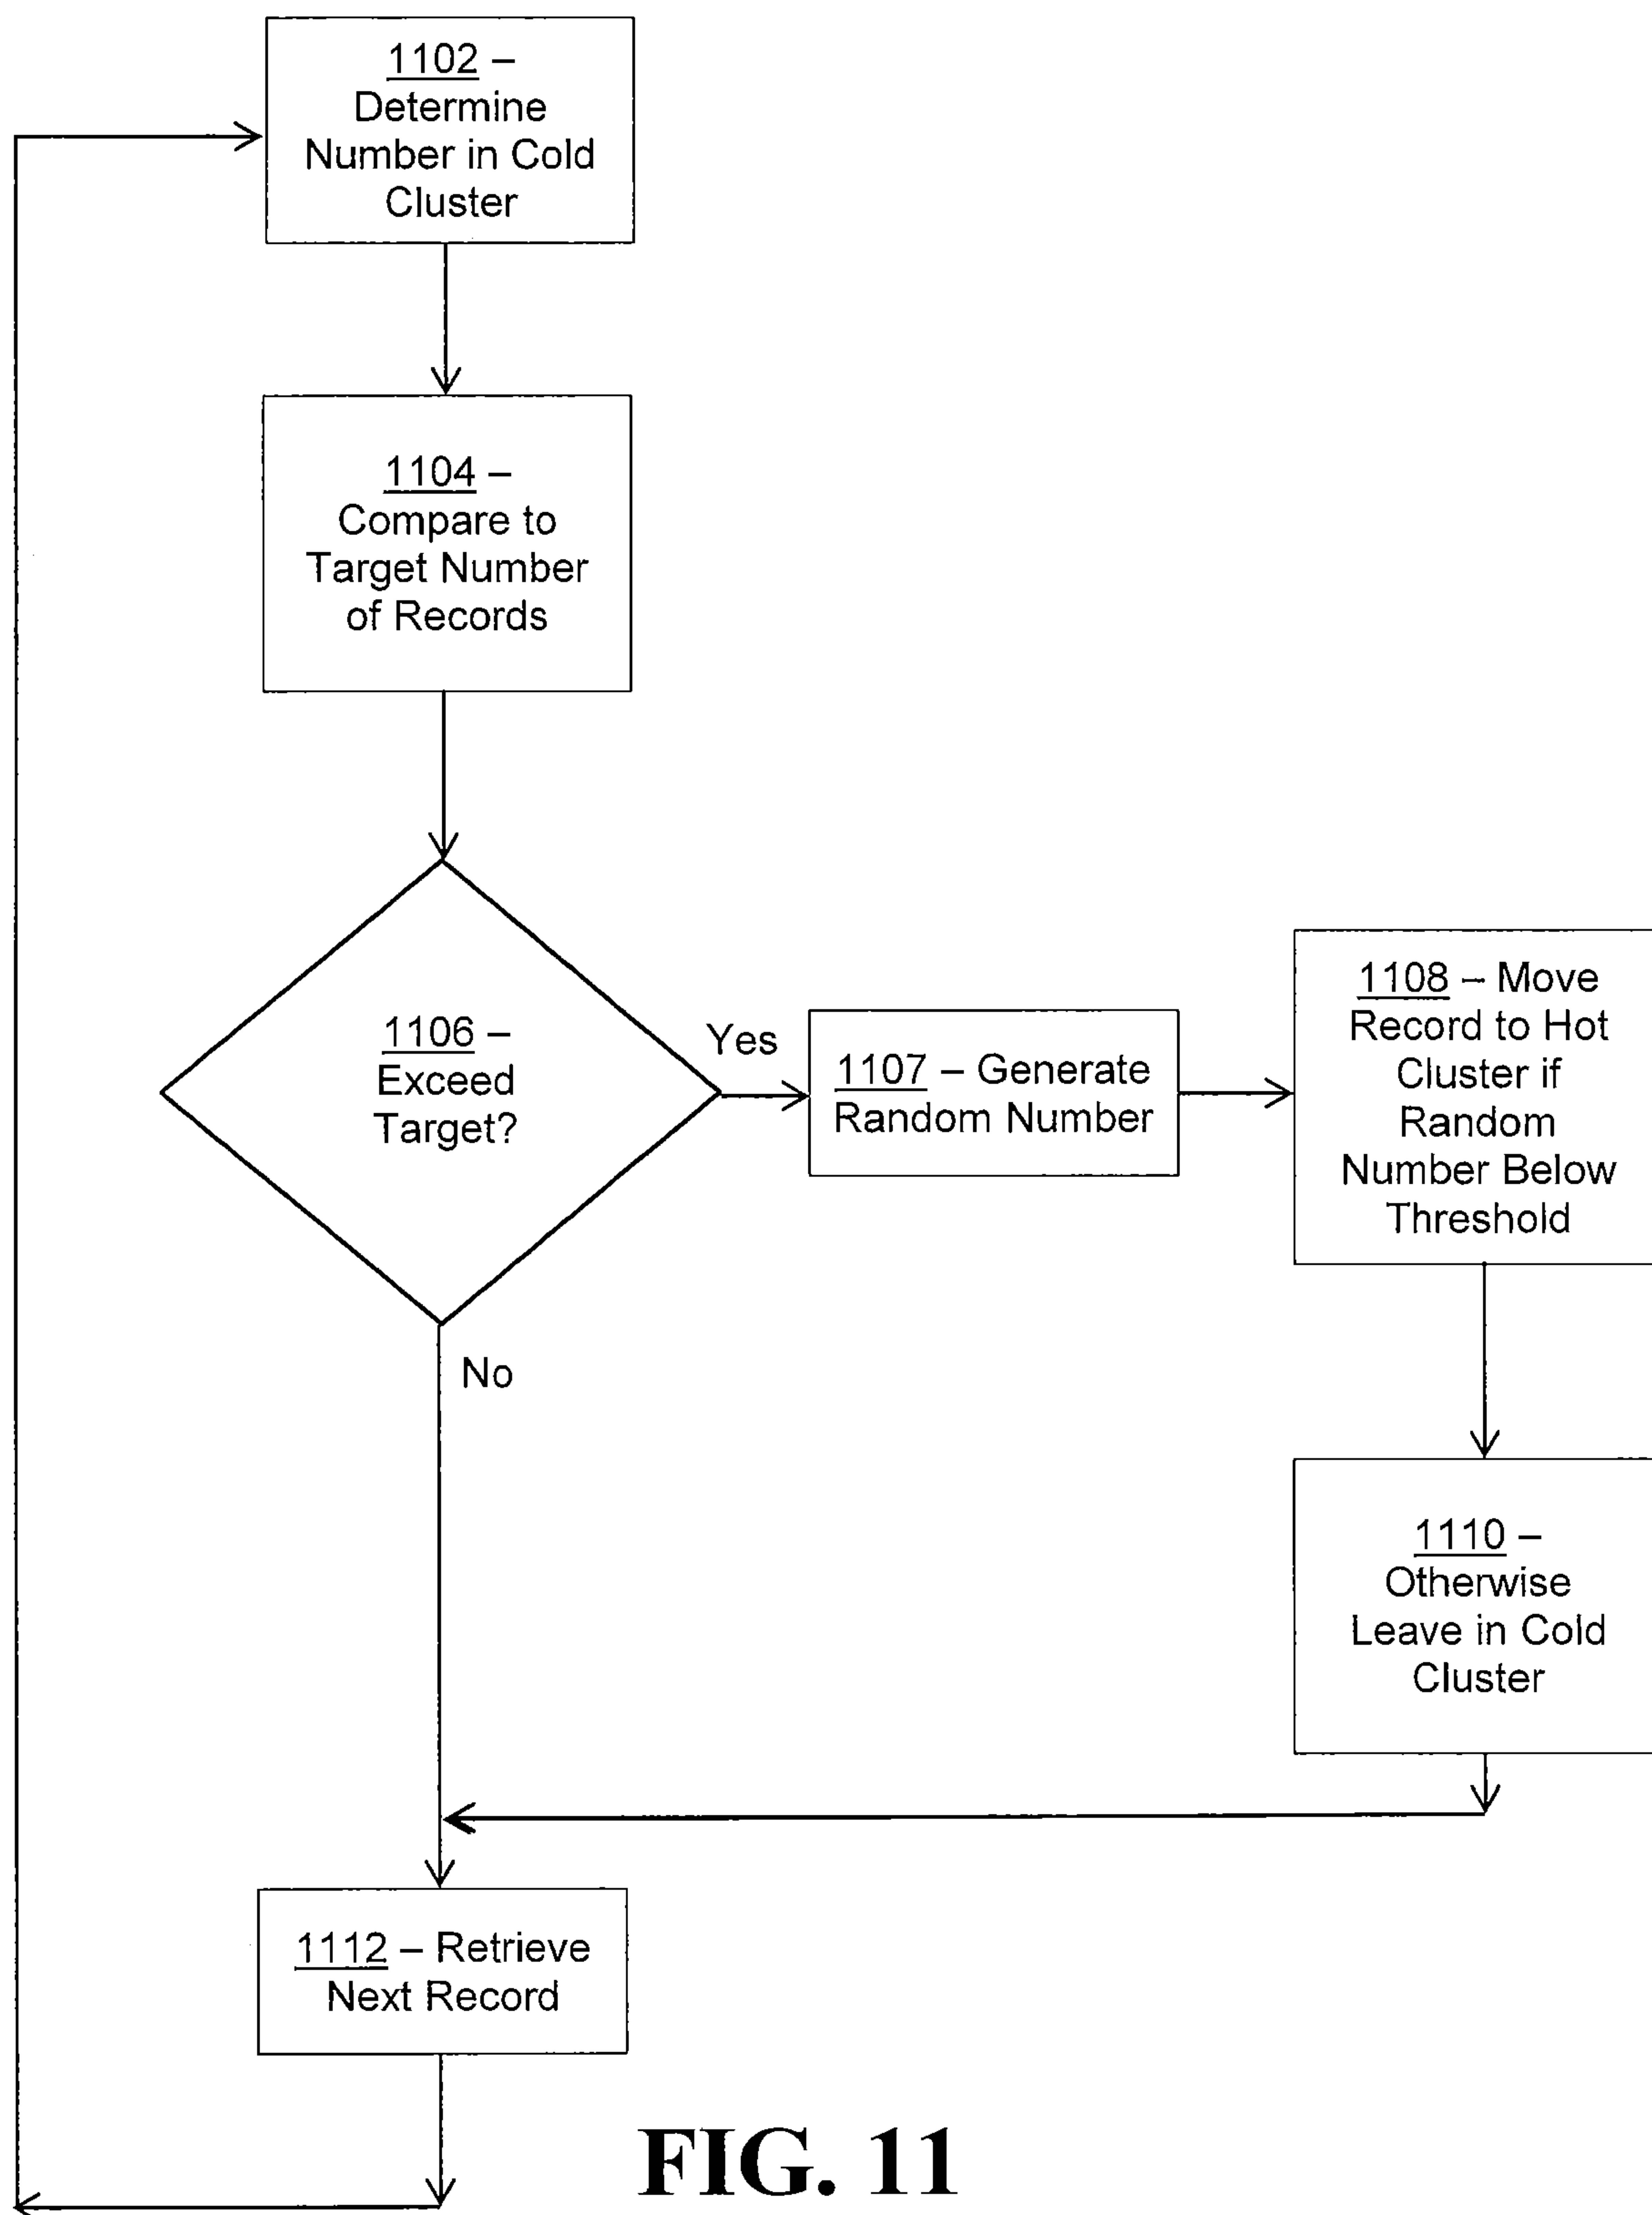 1102 –
Determine
Number in Cold
Cluster
1104 –
Compare to
Target Number
of Records
1106 –
Exceed
Target?
Yes
1107 – Generate
Random Number
1108 – Move
Record to Hot
Cluster if
Random
Number Below
Threshold
No
1110 –
Otherwise
Leave in Cold
Cluster
1112 – Retrieve
Next Record
FIG. 11